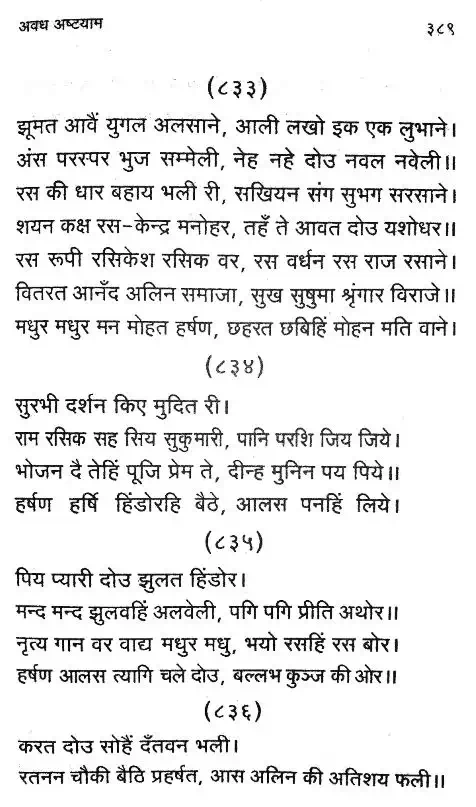 अवध अष्टयाम ३८९
(८३३)
झूमत आवैं युगल अलसाने, आली लखो इक एक लुभाने।
अंस परस्पर भुज सम्मेली, नेह नहे दोउ नवल नवेली॥
रस की धार बहाय भली री, सखियन संग सुभग सरसाने।
शयन कक्ष रस-केन्द्र मनोहर, तहँ ते आवत दोउ यशोधर॥
रस रूपी रसिकेश रसिक वर, रस वर्धन रस राज रसाने।
वितरत आनँद अलिन समाजा, सुख सुषुमा श्रृंगार विराजे॥
मधुर मधुर मन मोहत हर्षण, छहरत छबिहिं मोहन मति वाने।
(८३४)
सुरभी दर्शन किए मुदित री।
राम रसिक सह सिय सुकुमारी, पानि परशि जिय जिये।
भोजन दै तेहिं पूजि प्रेम ते, दीन्ह मुनिन पय पिये॥
हर्षण हर्षि हिंडोरहि बैठे, आलस पनहिं लिये।
(८३५)
पिय प्यारी दोउ झुलत हिंडोर।
मन्द मन्द झुलवहिं अलवेली, पगि पगि प्रीति अथोर॥
नृत्य गान वर वाद्य मधुर मधु, भयो रसहिं रस बोर।
हर्षण आलस त्यागि चले दोउ, बल्लभ कुञ्ज की ओर॥
(८३६)
करत दोउ सोहैं दँतवन भली।
रतनन चौकी बैठि प्रहर्षत, आस अलिन की अतिशय फली॥